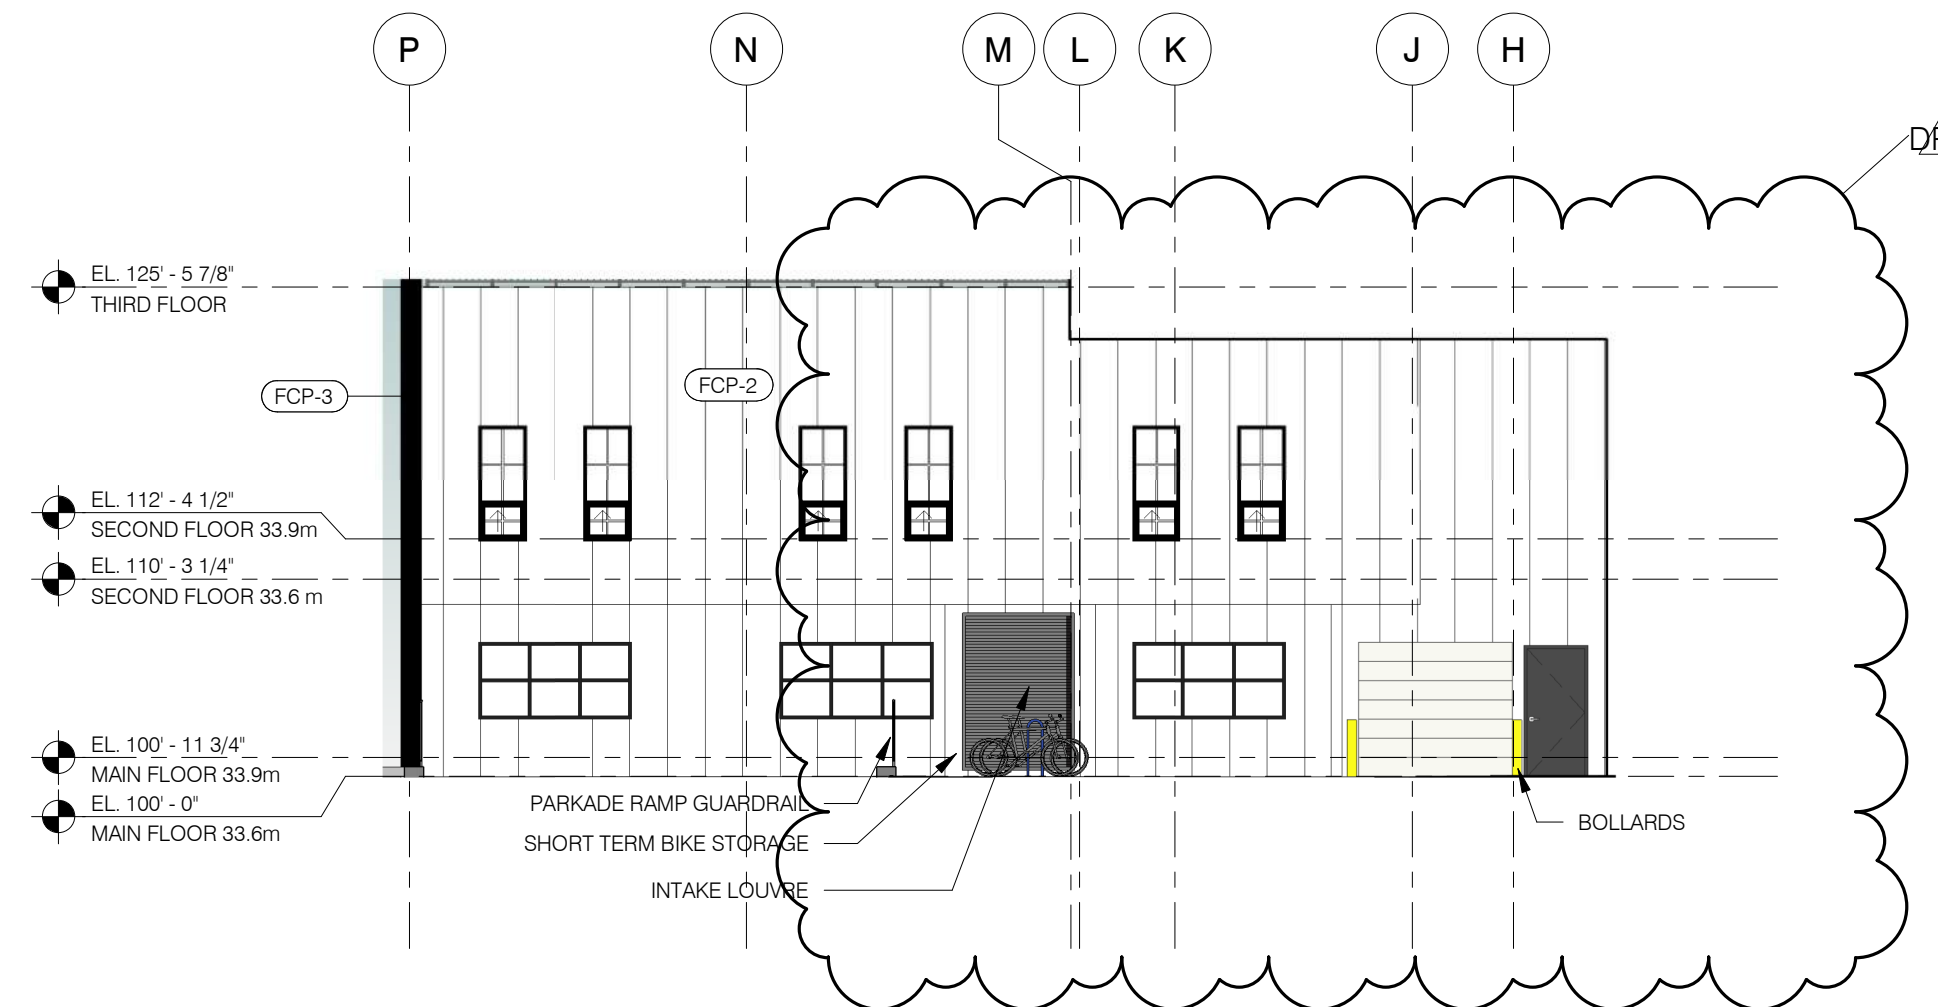 P
N
M
L
K
J
H
EL. 125' - 5 7/8"
THIRD FLOOR
FCP-3
FCP-2
EL. 112' - 4 1/2"
SECOND FLOOR 33.9m
EL. 110' - 3 1/4"
SECOND FLOOR 33.6 m
EL. 100' - 11 3/4"
MAIN FLOOR 33.9m
EL. 100' - 0"
MAIN FLOOR 33.6m
PARKADE RAMP GUARDRAIL
SHORT TERM BIKE STORAGE
INTAKE LOUVRE
BOLLARDS